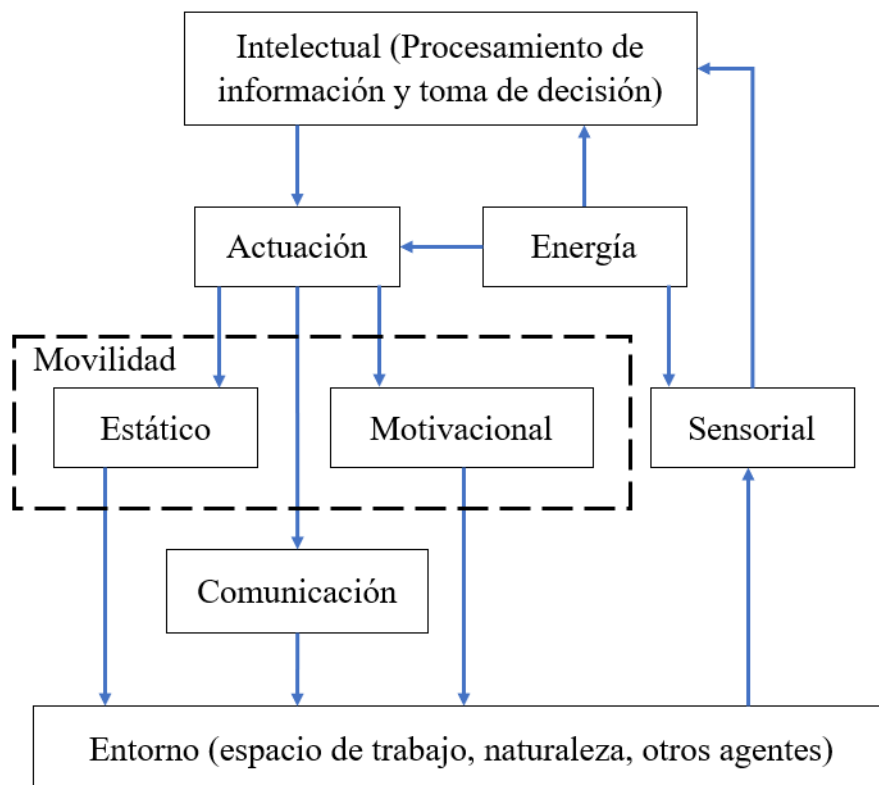 Intelectual (Procesamiento de
información y toma de decisión)
Actuación
Energía
Movilidad
Estático
Motivacional
Sensorial
Comunicación
Entorno (espacio de trabajo, naturaleza, otros agentes)